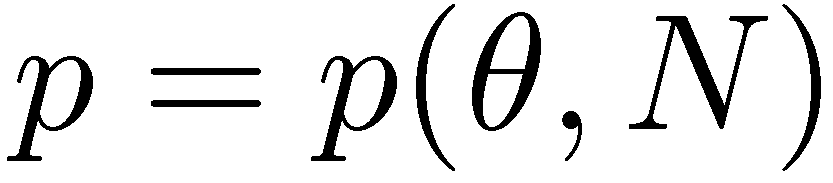 p = p(θ, N)